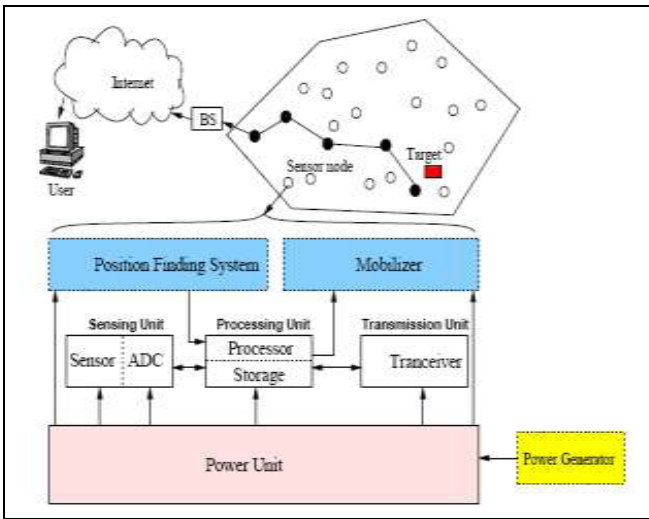 Internet
BS
User
Sensor node
Target
Position Finding System
Mobilizer
Sensing Unit
Processing Unit
Transmission Unit
Sensor
ADC
Processor
Storage
Tranceiver
Power Unit
Power Generator